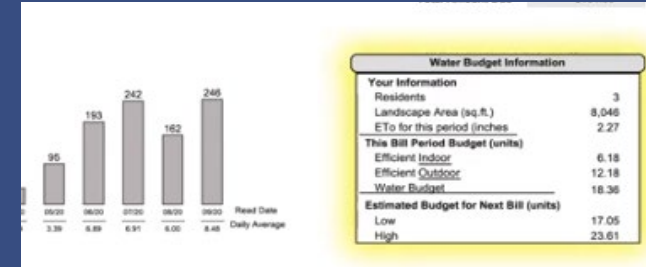 Water Budget Information
Your Information
Residents 3
Landscape Area (sq.ft.) 8,046
ETo for this period (inches 2.27
This Bill Period Budget (units)
Efficient Indoor 6.18
Efficient Outdoor 12.18
Water Budget 18.36
Estimated Budget for Next Bill (units)
Low 17.05
High 23.61
95 193 242 162 246
05/20 06/20 07/20 08/20 09/20 Read Date
3.39 6.89 6.91 6.00 8.48 Daily Average